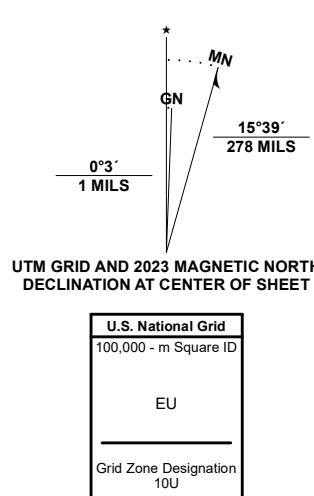 ★
MN
GN
15°39´
278 MILS
0°3´
1 MILS
UTM GRID AND 2023 MAGNETIC NORTH
DECLINATION AT CENTER OF SHEET
U.S. National Grid
100,000 - m Square ID
EU
Grid Zone Designation
10U